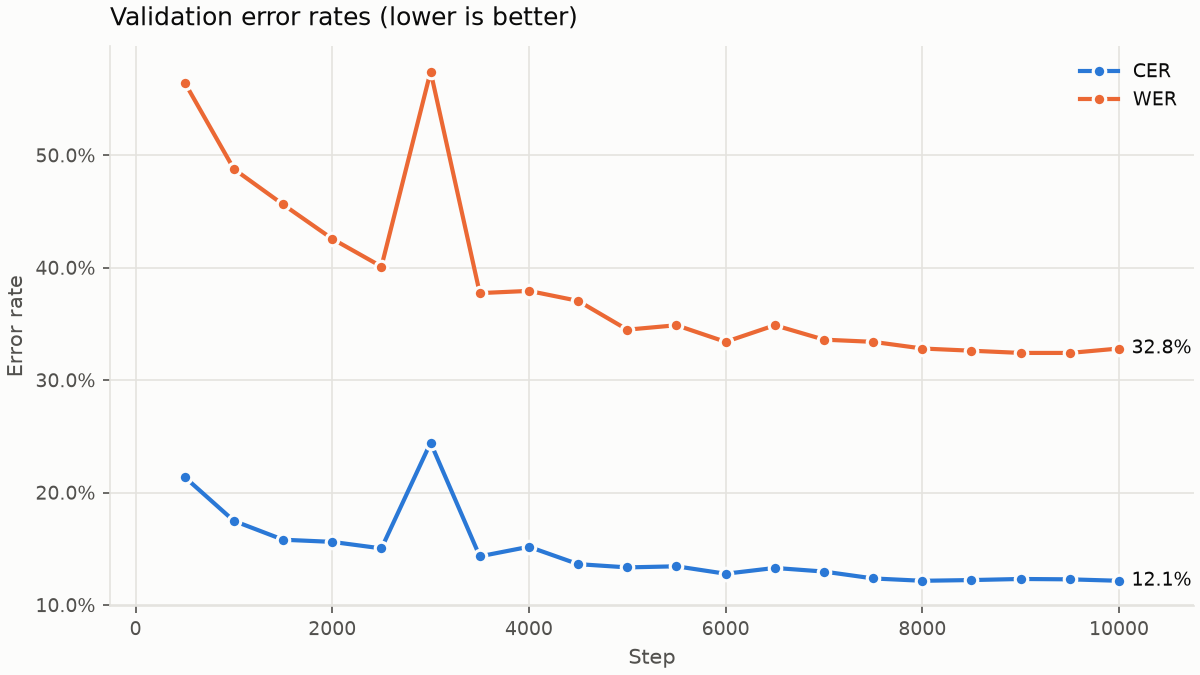 Validation error rates (lower is better)
CER
WER
50.0%
40.0%
30.0%
20.0%
10.0%
Error rate
32.8%
12.1%
0
2000
4000
6000
8000
10000
Step